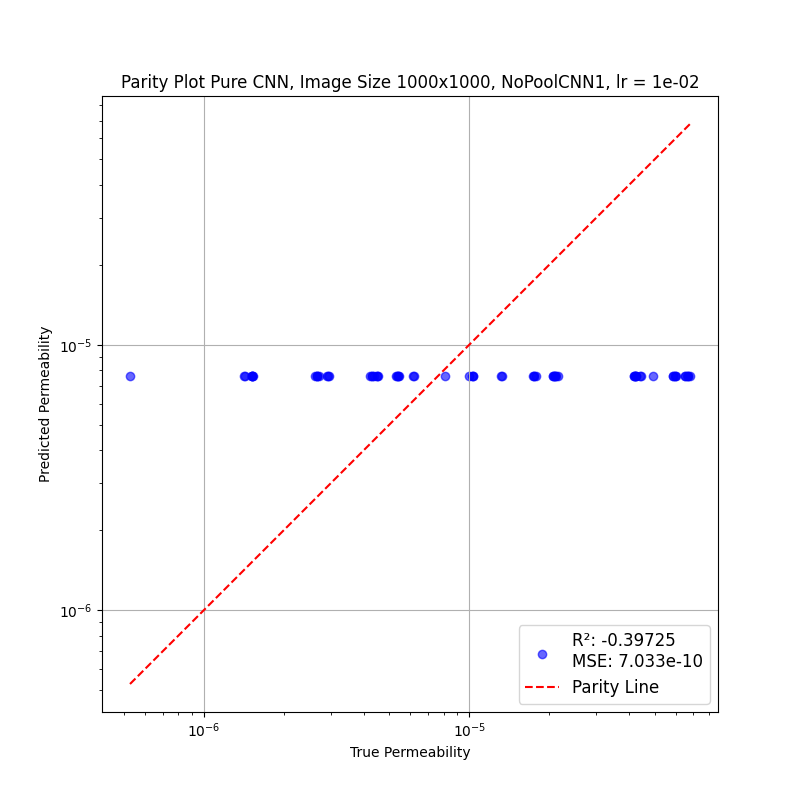 Parity Plot Pure CNN, Image Size 1000x1000, NoPoolCNN1, lr = 1e-02
Predicted Permeability
10⁻⁵
10⁻⁶
R²: -0.39725
MSE: 7.033e-10
Parity Line
10⁻⁶ 10⁻⁵
True Permeability